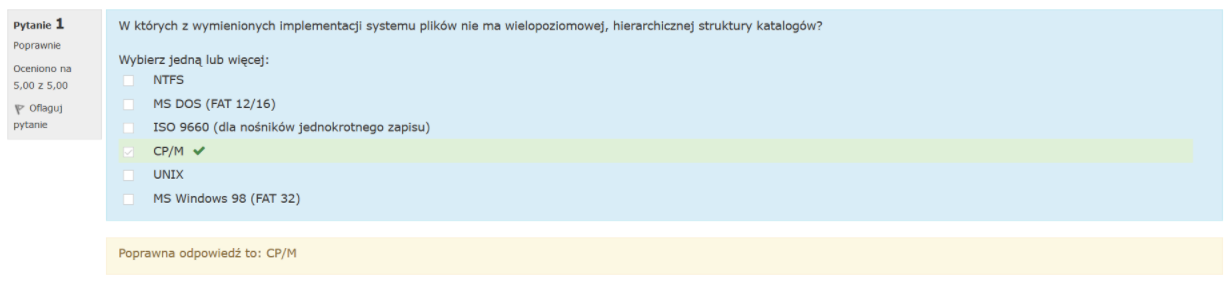 Pytanie 1
Poprawnie
Oceniono na
5,00 z 5,00
Oflaguj
pytanie
W których z wymienionych implementacji systemu plików nie ma wielopoziomowej, hierarchicznej struktury katalogów?
Wybierz jedną lub więcej:
NTFS
MS DOS (FAT 12/16)
ISO 9660 (dla nośników jednokrotnego zapisu)
CP/M
UNIX
MS Windows 98 (FAT 32)
Poprawna odpowiedź to: CP/M